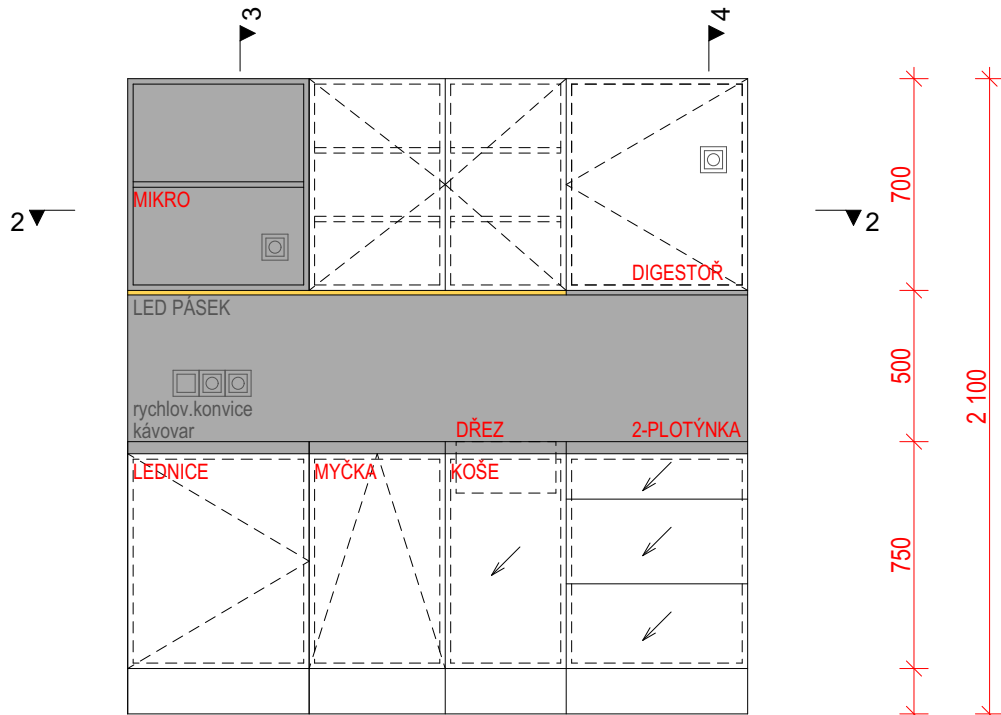 3
4
MIKRO
2
2
700
DIGESTOŘ
LED PÁSEK
rychlov.konvice
kávovar
500
2 100
DŘEZ
2-PLOTÝNKA
LEDNICE
MYČKA
KOŠE
750